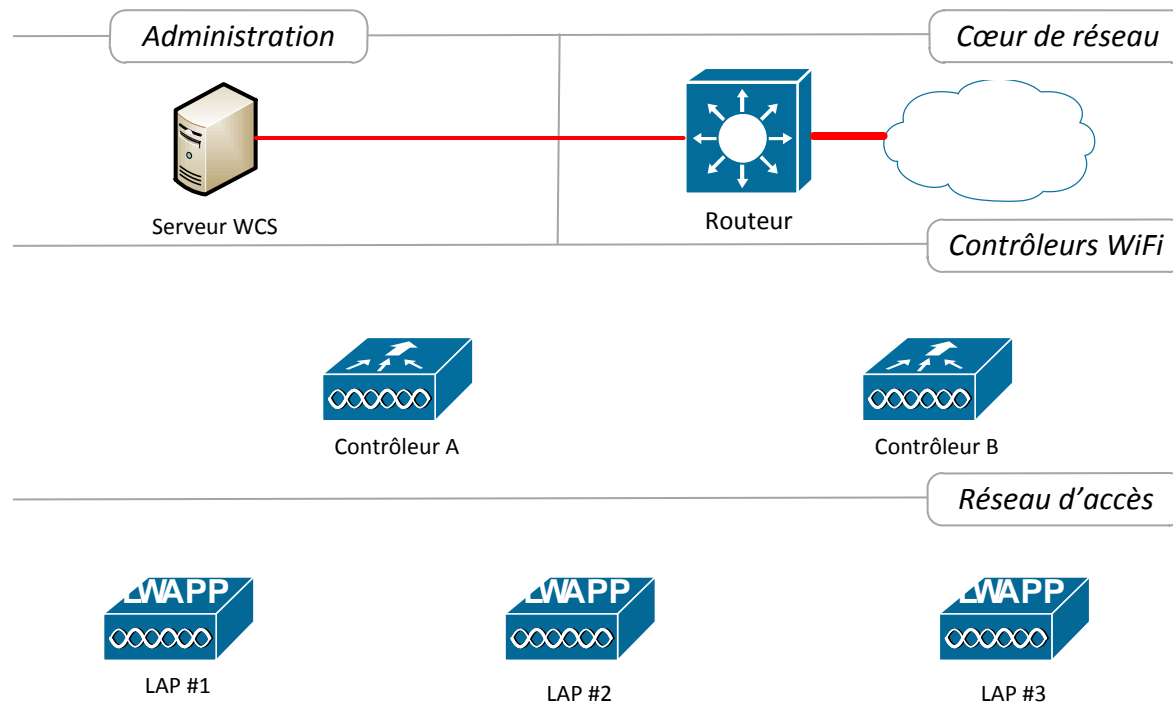 Administration
Cœur de réseau
Serveur WCS
Routeur
Contrôleurs WiFi
Contrôleur A
Contrôleur B
Réseau d’accès
LWAPP
LWAPP
LWAPP
LAP #1
LAP #2
LAP #3